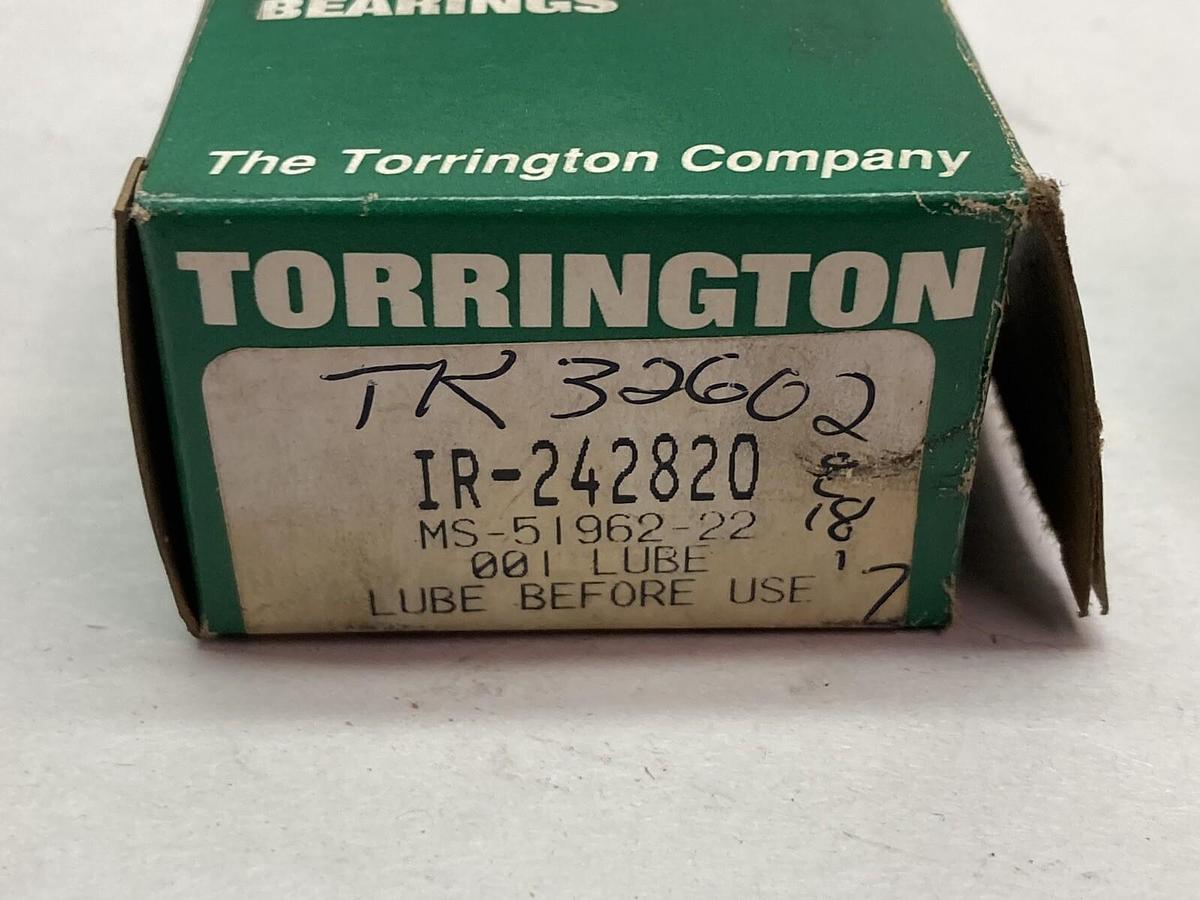 BEARINGS
The Torrington Company
TORRINGTON
TK 32602
IR-242820
MS-51962-22
001 LUBE
LUBE BEFORE USE